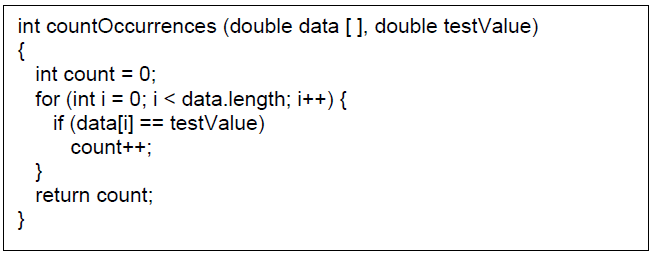 int countOccurrences (double data [ ], double testValue)
{
int count = 0;
for (int i = 0; i < data.length; i++) {
if (data[i] == testValue)
count++;
}
return count;
}